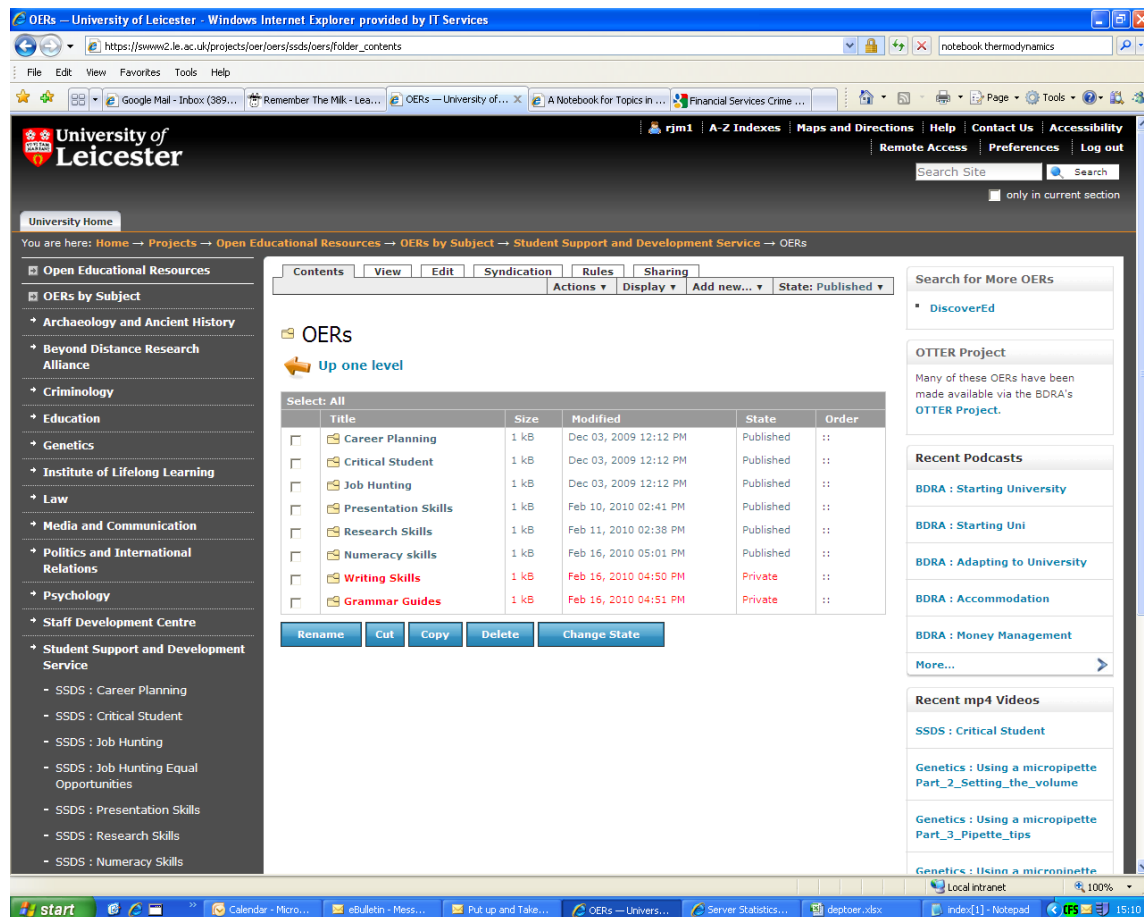 OERs — University of Leicester - Windows Internet Explorer provided by IT Services
https://swww2.le.ac.uk/projects/oer/oers/ssds/oers/folder_contents
notebook thermodynamics
File Edit View Favorites Tools Help
Google Mail - Inbox (389... Remember The Milk - Lea... OERs — University of... X A Notebook for Topics in ... Financial Services Crime ... Page Tools
University of
Leicester
rjm1 A-Z Indexes Maps and Directions Help Contact Us Accessibility
Remote Access Preferences Log out
Search Site Search
only in current section
University Home
You are here: Home → Projects → Open Educational Resources → OERs by Subject → Student Support and Development Service → OERs
Open Educational Resources
OERs by Subject
Archaeology and Ancient History
Beyond Distance Research
Alliance
Criminology
Education
Genetics
Institute of Lifelong Learning
Law
Media and Communication
Politics and International
Relations
Psychology
Staff Development Centre
Student Support and Development
Service
- SSDS : Career Planning
- SSDS : Critical Student
- SSDS : Job Hunting
- SSDS : Job Hunting Equal
Opportunities
- SSDS : Presentation Skills
- SSDS : Research Skills
- SSDS : Numeracy Skills
Contents View Edit Syndication Rules Sharing
Actions ▼ Display ▼ Add new... ▼ State: Published ▼
OERs
Up one level
Select: All
Title Size Modified State Order
Career Planning 1 kB Dec 03, 2009 12:12 PM Published ::
Critical Student 1 kB Dec 03, 2009 12:12 PM Published ::
Job Hunting 1 kB Dec 03, 2009 12:12 PM Published ::
Presentation Skills 1 kB Feb 10, 2010 02:41 PM Published ::
Research Skills 1 kB Feb 11, 2010 02:38 PM Published ::
Numeracy skills 1 kB Feb 16, 2010 05:01 PM Published ::
Writing Skills 1 kB Feb 16, 2010 04:50 PM Private ::
Grammar Guides 1 kB Feb 16, 2010 04:51 PM Private ::
Rename Cut Copy Delete Change State
Search for More OERs
DiscoverEd
OTTER Project
Many of these OERs have been
made available via the BDRA's
OTTER Project.
Recent Podcasts
BDRA : Starting University
BDRA : Starting Uni
BDRA : Adapting to University
BDRA : Accommodation
BDRA : Money Management
More...
Recent mp4 Videos
SSDS : Critical Student
Genetics : Using a micropipette
Part_2_Setting_the_volume
Genetics : Using a micropipette
Part_3_Pipette_tips
Genetics : Using a micropipette
Local intranet 100%
start Calendar - Micro... eBulletin - Mess... Put up and Take... OERs — Univers... Server Statistics... deptoer.xlsx index[1] - Notepad EFS 15:10